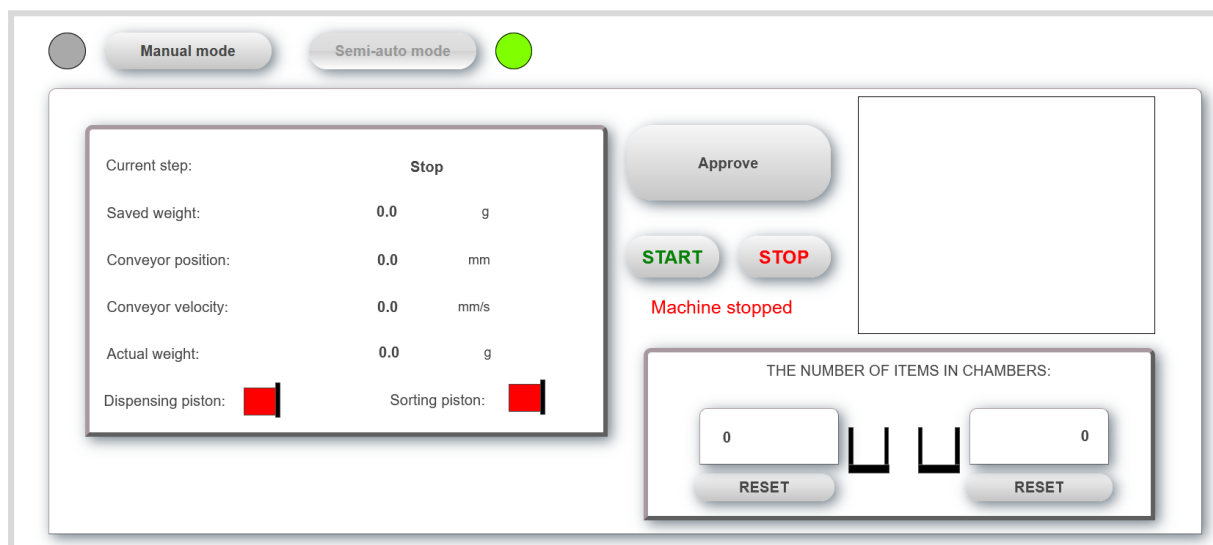 Manual mode
Semi-auto mode
Current step: Stop
Saved weight: 0.0 g
Conveyor position: 0.0 mm
Conveyor velocity: 0.0 mm/s
Actual weight: 0.0 g
Dispensing piston: Sorting piston:
Approve
START STOP
Machine stopped
THE NUMBER OF ITEMS IN CHAMBERS:
0 0
RESET RESET